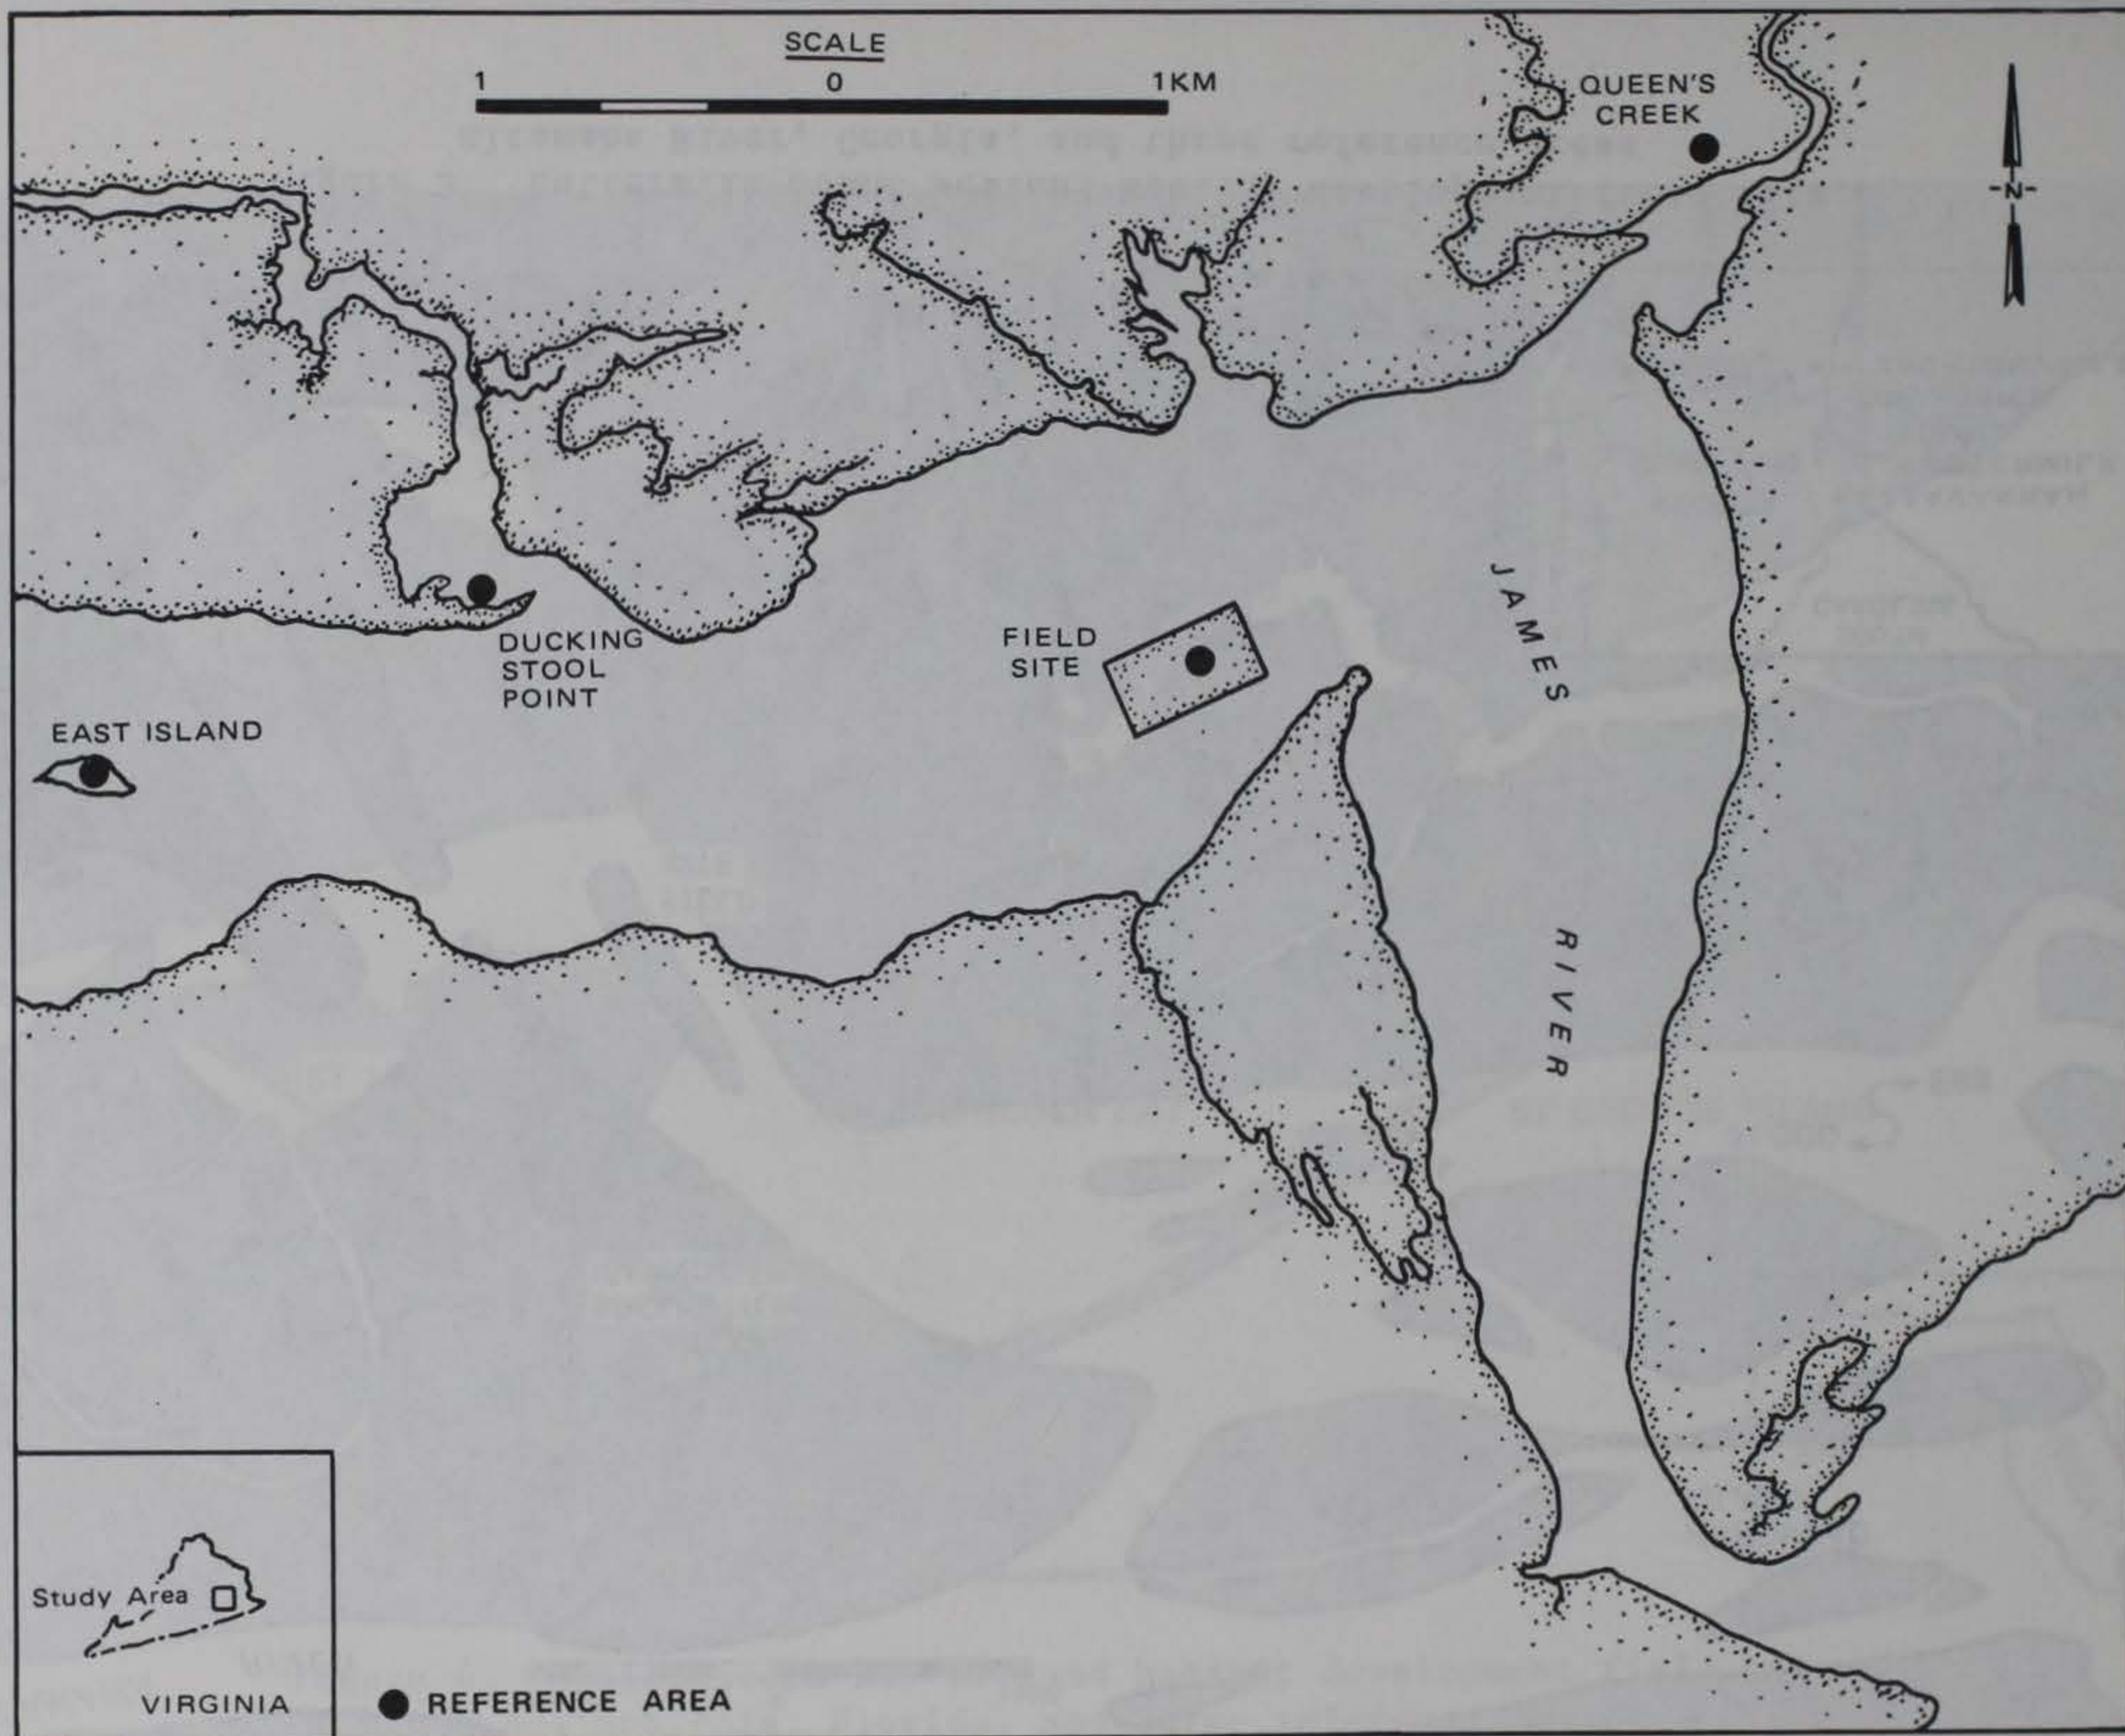 SCALE
1 0 1KM
QUEEN'S
CREEK
-N-
JAMES
RIVER
FIELD
SITE
DUCKING
STOOL
POINT
EAST ISLAND
Study Area
VIRGINIA
REFERENCE AREA